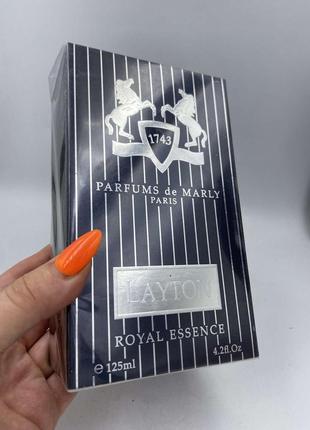 1743
PARFUMS de MARLY
PARIS
LAYTON
ROYAL ESSENCE
℮ 125ml 4.2fl.Oz